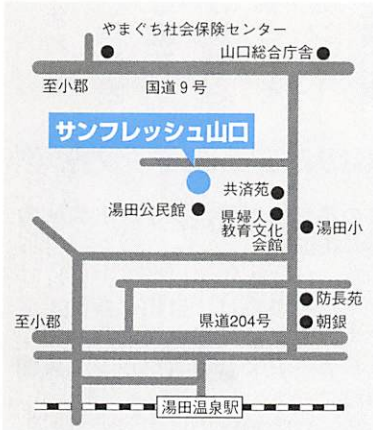 やまぐち社会保険センター
山口総合庁舎
至小郡
国道9号
サンフレッシュ山口
共済苑
湯田公民館
県婦人
教育文化
会館
湯田小
防長苑
至小郡
県道204号
朝銀
湯田温泉駅